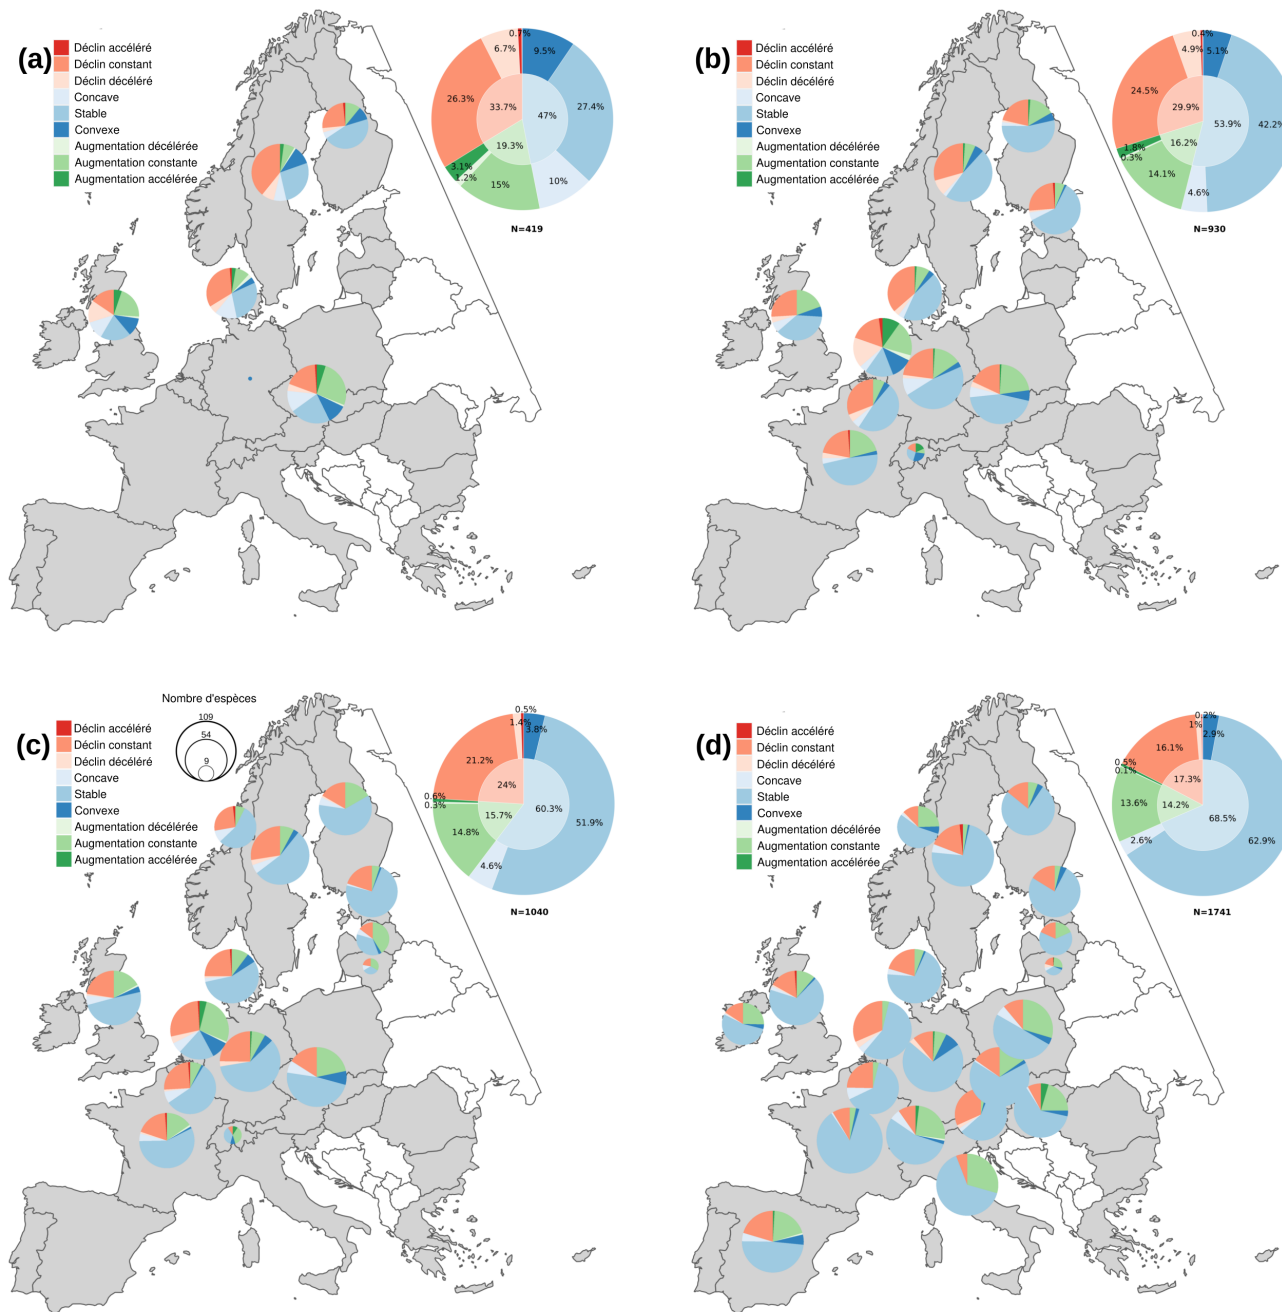 (a)
Déclin accéléré
Déclin constant
Déclin décéléré
Concave
Stable
Convexe
Augmentation décélérée
Augmentation constante
Augmentation accélérée
0.7%
6.7%
9.5%
26.3%
27.4%
33.7%
47%
19.3%
3.1%
1.2%
15%
10%
N=419
(b)
Déclin accéléré
Déclin constant
Déclin décéléré
Concave
Stable
Convexe
Augmentation décélérée
Augmentation constante
Augmentation accélérée
0.4%
4.9%
5.1%
24.5%
29.9%
53.9%
42.2%
16.2%
1.8%
0.3%
14.1%
4.6%
N=930
(c)
Nombre d'espèces
109
54
9
Déclin accéléré
Déclin constant
Déclin décéléré
Concave
Stable
Convexe
Augmentation décélérée
Augmentation constante
Augmentation accélérée
0.5%
1.4%
3.8%
21.2%
24%
60.3%
51.9%
0.6%
0.3%
15.7%
14.8%
4.6%
N=1040
(d)
Déclin accéléré
Déclin constant
Déclin décéléré
Concave
Stable
Convexe
Augmentation décélérée
Augmentation constante
Augmentation accélérée
0.2%
1%
2.9%
16.1%
0.5%
0.1%
17.3%
13.6%
14.2%
68.5%
2.6%
62.9%
N=1741